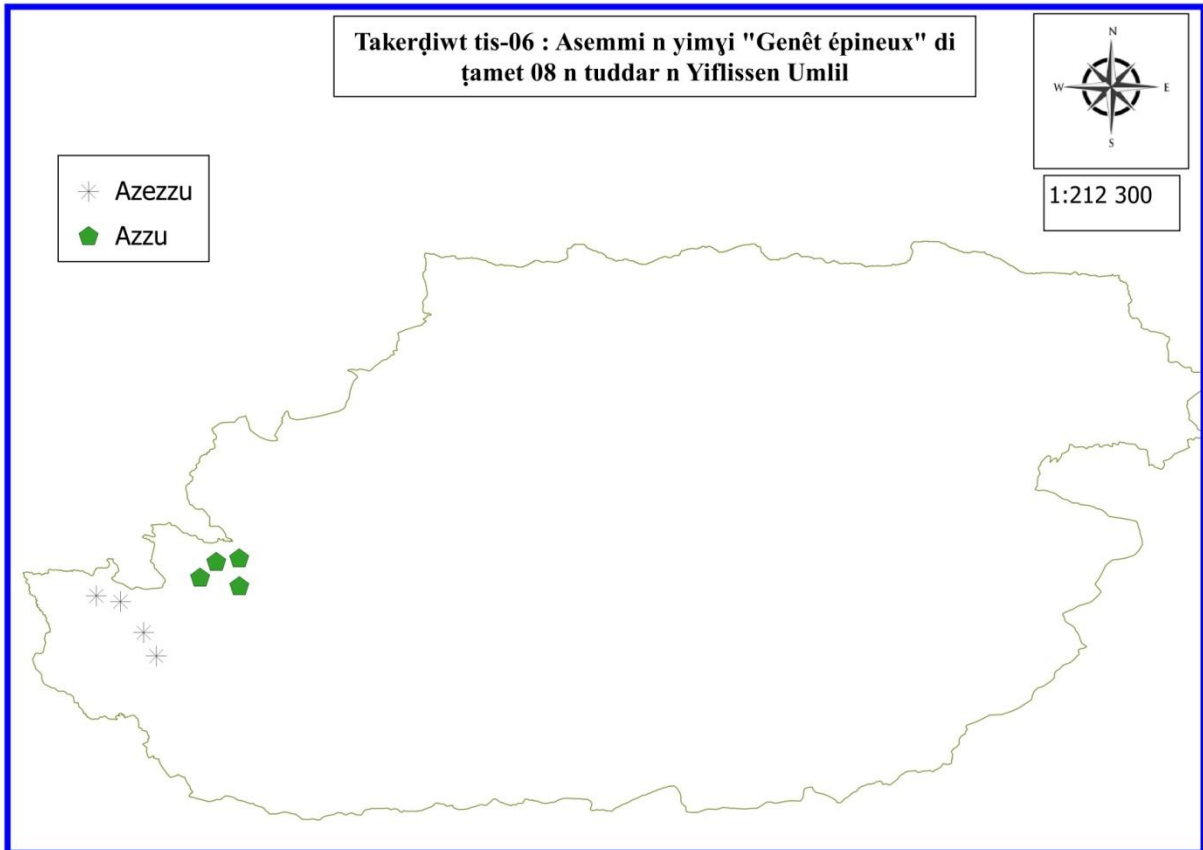 Takerḍiwt tis-06 : Asemmi n yimɣi "Genêt épineux" di
ṭamet 08 n tuddar n Yiflissen Umlil
N
W
E
S
1:212 300
Azezzu
Azzu